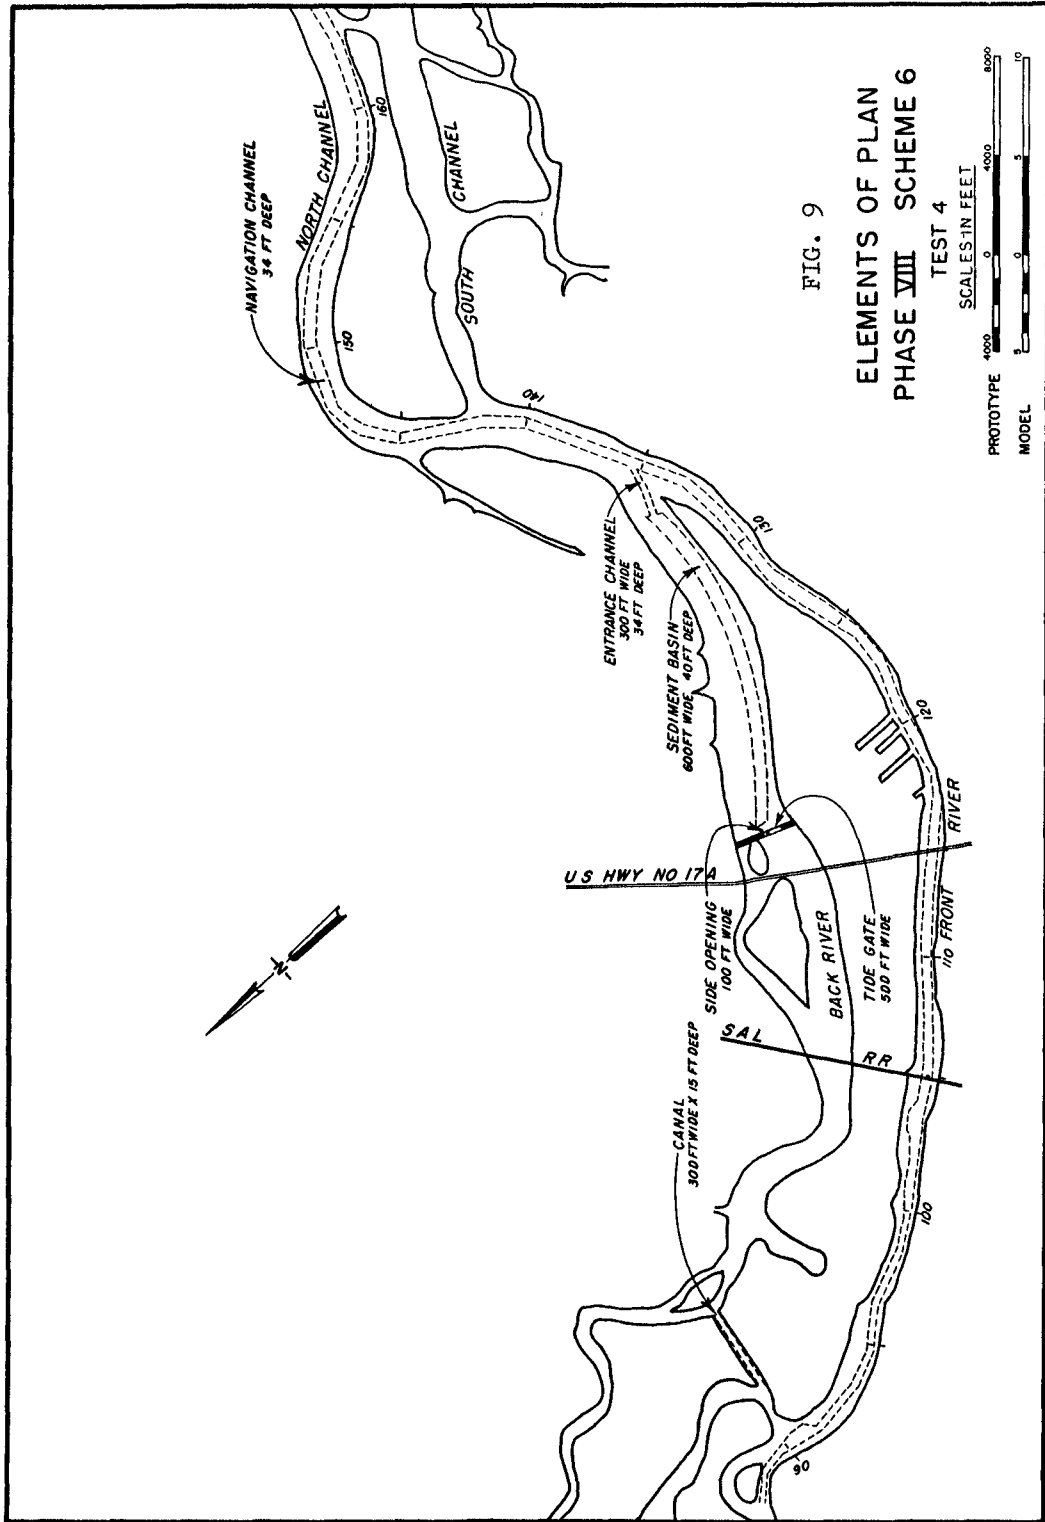 FIG. 9
ELEMENTS OF PLAN
PHASE VIII SCHEME 6
TEST 4
SCALES IN FEET
PROTOTYPE 4000 0 4000 8000
MODEL 5 0 5 10
NAVIGATION CHANNEL
34 FT DEEP
NORTH CHANNEL
SOUTH CHANNEL
160
150
140
130
120
110
100
90
ENTRANCE CHANNEL
300 FT WIDE
34 FT DEEP
SEDIMENT BASIN
600 FT WIDE 40 FT DEEP
US HWY NO 17A
SIDE OPENING
100 FT WIDE
TIDE GATE
500 FT WIDE
BACK RIVER
FRONT RIVER
SAL RR
CANAL
300 FT WIDE X 15 FT DEEP
N